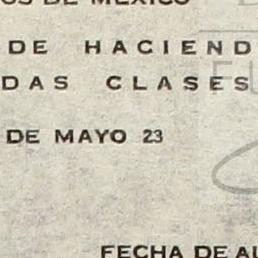 OS DE MEXICO
DE HACIEND
DAS CLASES
DE MAYO 23
FECHA DE AU